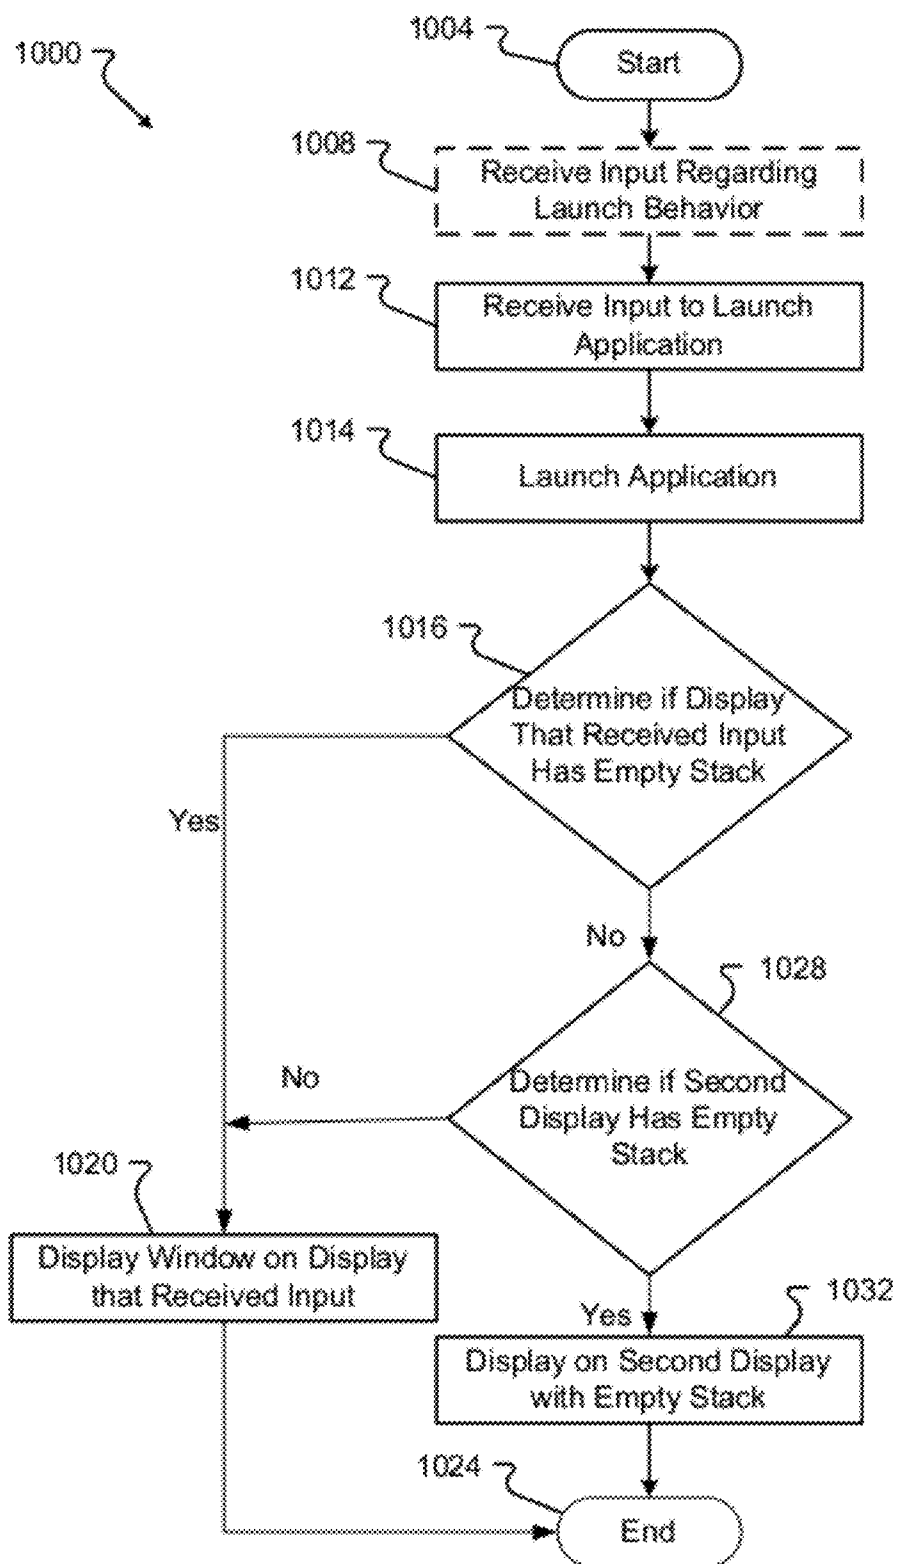 1000
1004
Start
1008
Receive Input Regarding
Launch Behavior
1012
Receive Input to Launch
Application
1014
Launch Application
1016
Determine if Display
That Received Input
Has Empty Stack
Yes
No
1028
Determine if Second
Display Has Empty
Stack
No
1020
Display Window on Display
that Received Input
Yes
1032
Display on Second Display
with Empty Stack
1024
End